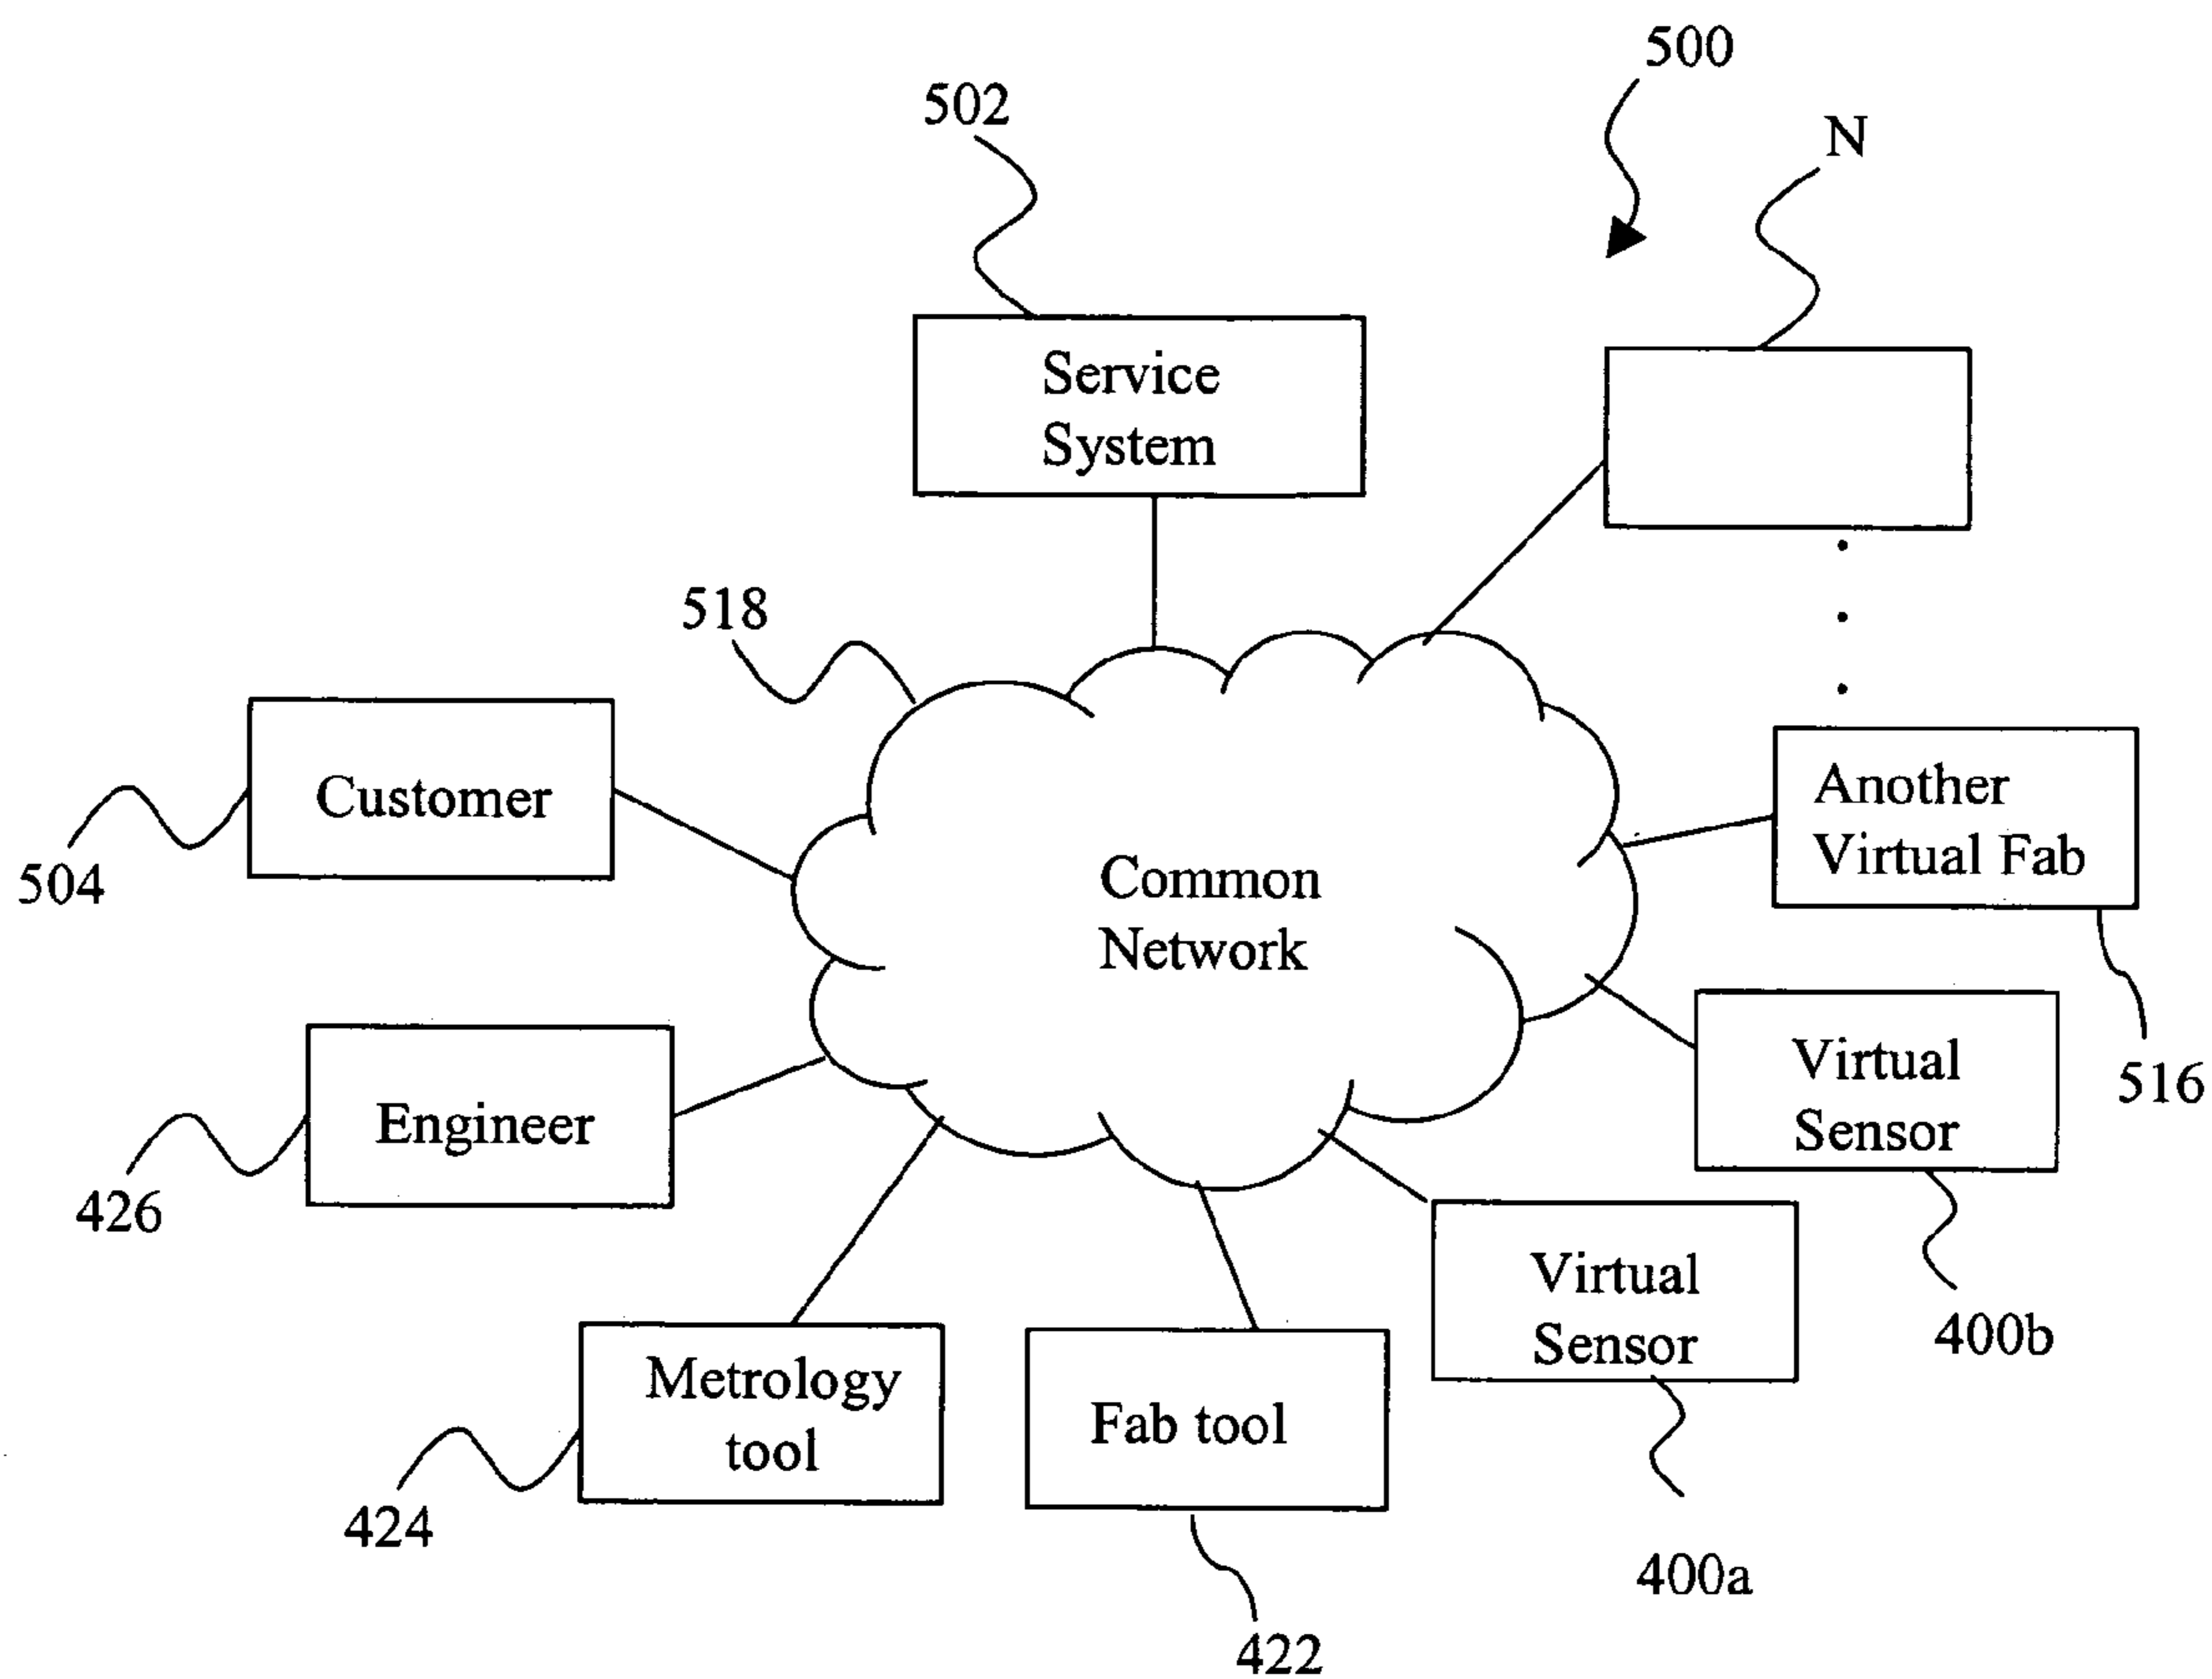 500
502
N
Service
System
518
Customer
Another
Virtual Fab
504
Common
Network
Virtual
Sensor
516
Engineer
426
Virtual
Sensor
400b
Metrology
tool
Fab tool
424
400a
422